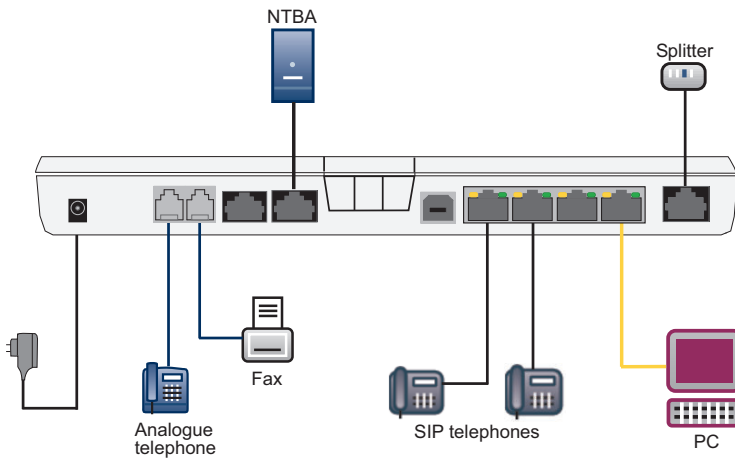 NTBA
Splitter
Fax
Analogue
telephone
SIP telephones
PC